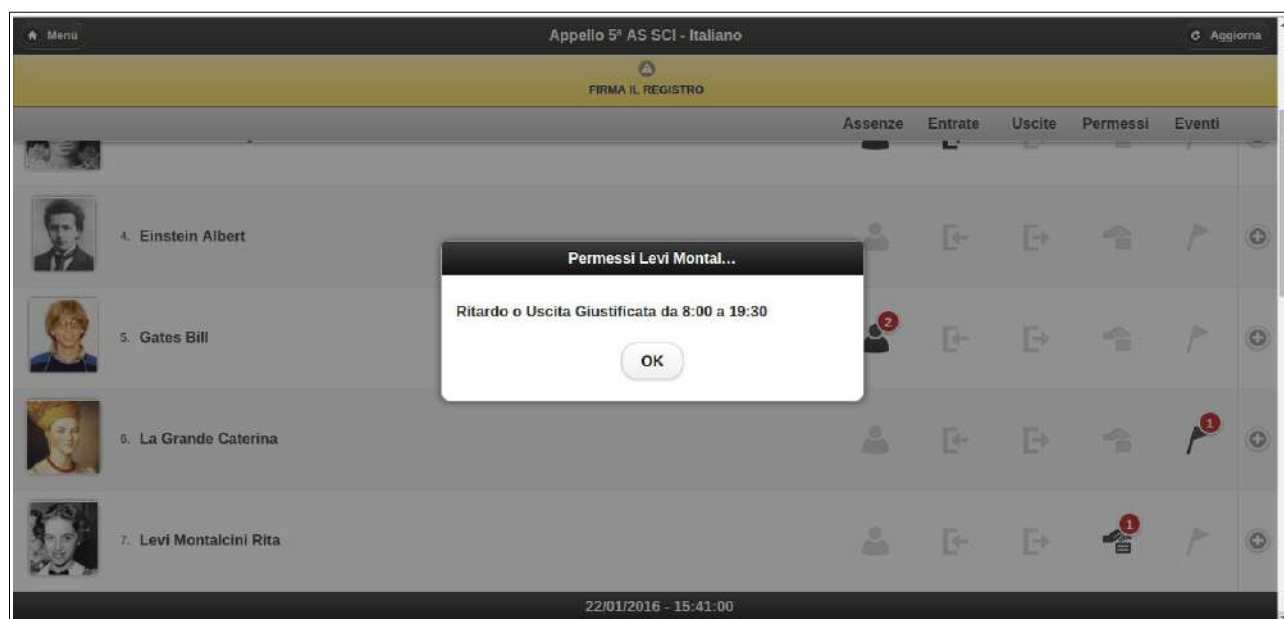 Menù
Appello 5ª AS SCI - Italiano
Aggiorna
FIRMA IL REGISTRO
Assenze Entrate Uscite Permessi Eventi
4. Einstein Albert
Permessi Levi Montal...
Ritardo o Uscita Giustificata da 8:00 a 19:30
OK
5. Gates Bill
2
6. La Grande Caterina
1
7. Levi Montalcini Rita
1
22/01/2016 - 15:41:00